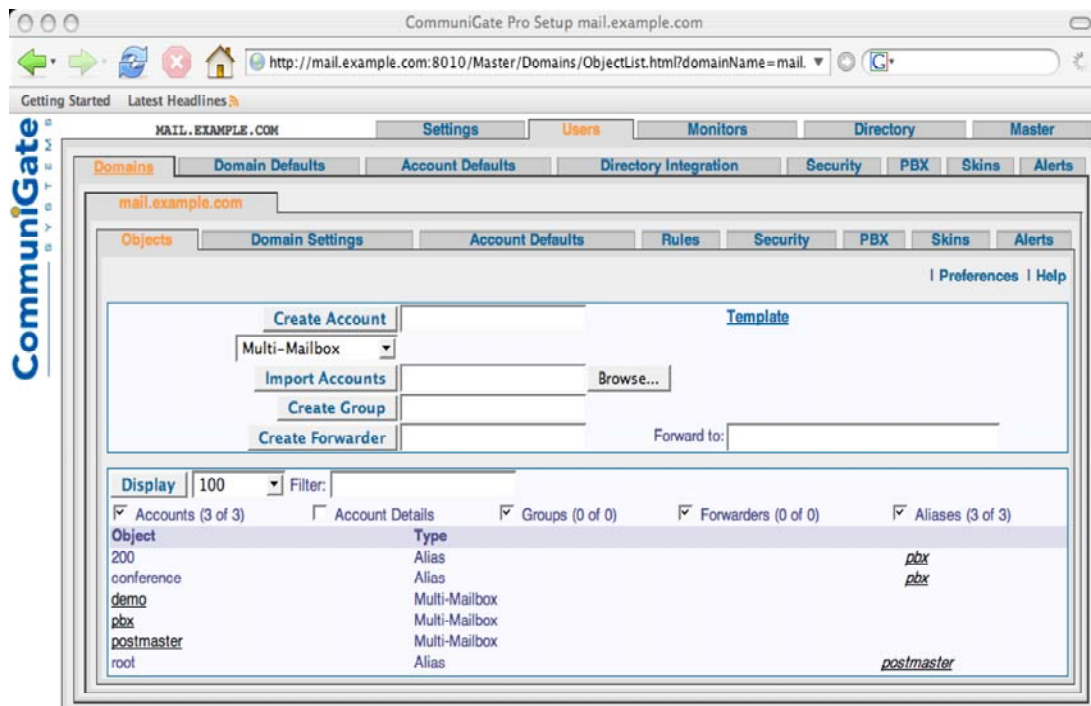 CommuniGate Pro Setup mail.example.com
http://mail.example.com:8010/Master/Domains/ObjectList.html?domainName=mail.
G
Getting Started Latest Headlines
CommuniGate
SYSTEMS
MAIL.EXAMPLE.COM Settings Users Monitors Directory Master
Domains Domain Defaults Account Defaults Directory Integration Security PBX Skins Alerts
mail.example.com
Objects Domain Settings Account Defaults Rules Security PBX Skins Alerts
| Preferences | Help
Create Account Template
Multi-Mailbox
Import Accounts Browse...
Create Group
Create Forwarder Forward to:
Display 100 Filter:
Accounts (3 of 3) Account Details Groups (0 of 0) Forwarders (0 of 0) Aliases (3 of 3)
Object Type
200 Alias pbx
conference Alias pbx
demo Multi-Mailbox
pbx Multi-Mailbox
postmaster Multi-Mailbox
root Alias postmaster